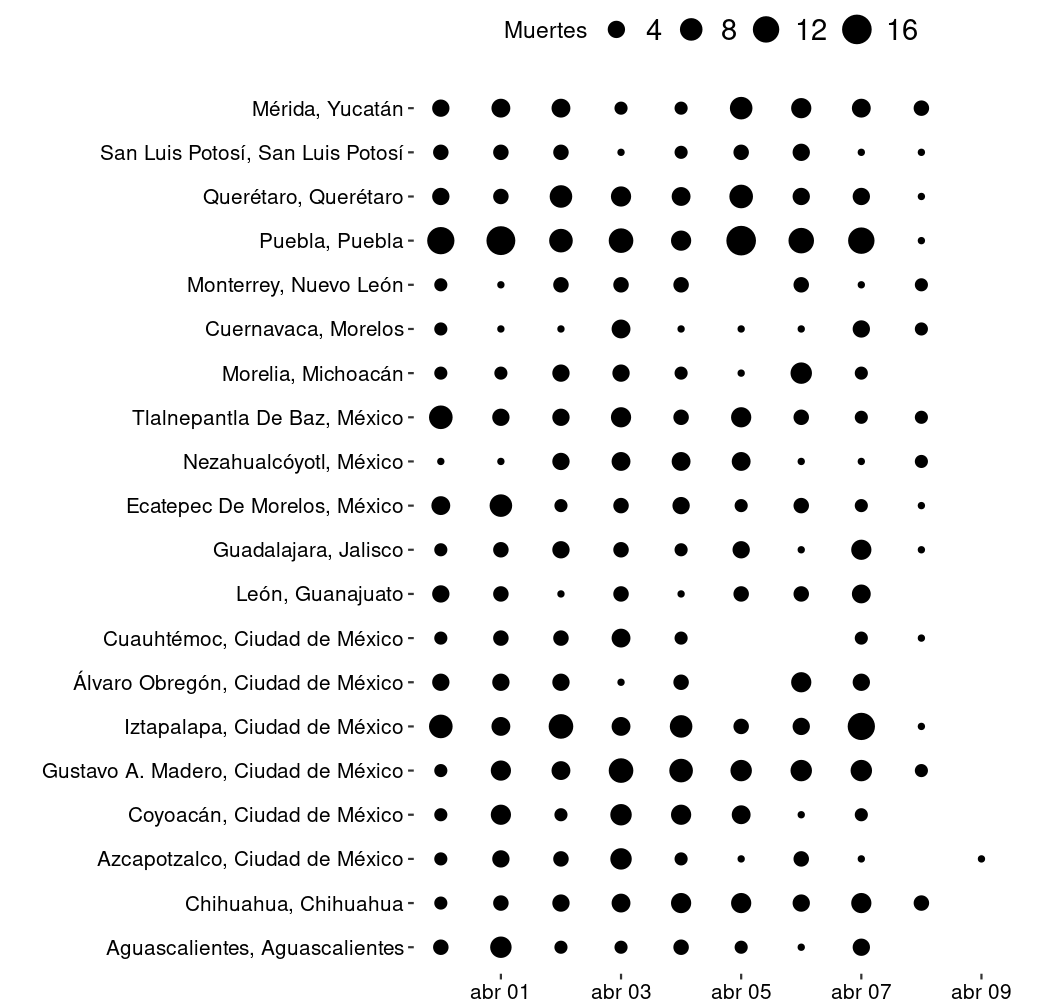 Muertes 4 8 12 16
Mérida, Yucatán
San Luis Potosí, San Luis Potosí
Querétaro, Querétaro
Puebla, Puebla
Monterrey, Nuevo León
Cuernavaca, Morelos
Morelia, Michoacán
Tlalnepantla De Baz, México
Nezahualcóyotl, México
Ecatepec De Morelos, México
Guadalajara, Jalisco
León, Guanajuato
Cuauhtémoc, Ciudad de México
Álvaro Obregón, Ciudad de México
Iztapalapa, Ciudad de México
Gustavo A. Madero, Ciudad de México
Coyoacán, Ciudad de México
Azcapotzalco, Ciudad de México
Chihuahua, Chihuahua
Aguascalientes, Aguascalientes
abr 01 abr 03 abr 05 abr 07 abr 09